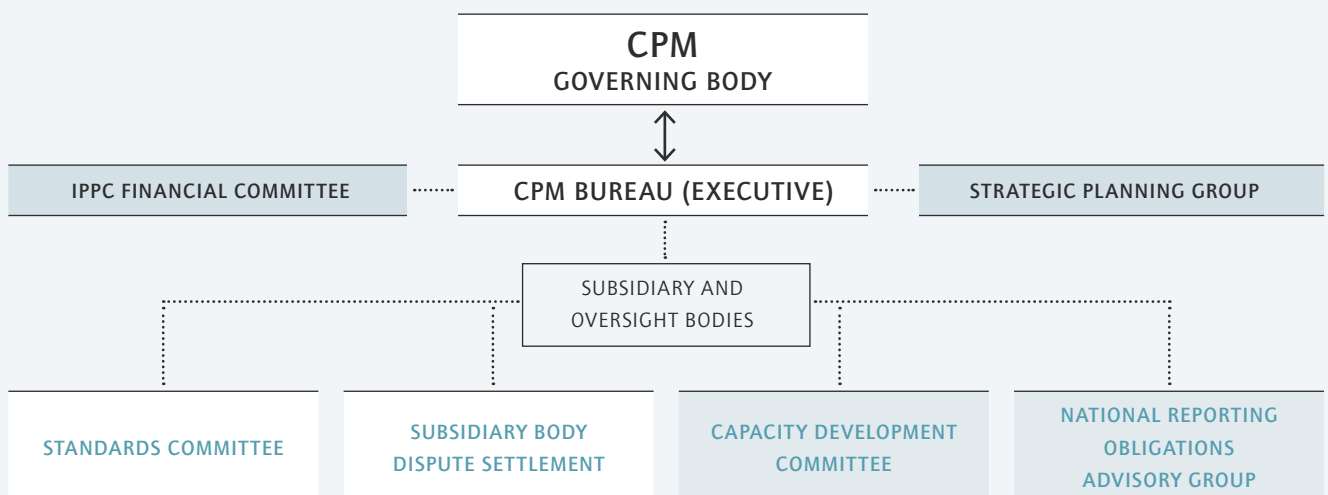 CPM
GOVERNING BODY
IPPC FINANCIAL COMMITTEE
CPM BUREAU (EXECUTIVE)
STRATEGIC PLANNING GROUP
SUBSIDIARY AND
OVERSIGHT BODIES
STANDARDS COMMITTEE
SUBSIDIARY BODY
DISPUTE SETTLEMENT
CAPACITY DEVELOPMENT
COMMITTEE
NATIONAL REPORTING
OBLIGATIONS
ADVISORY GROUP